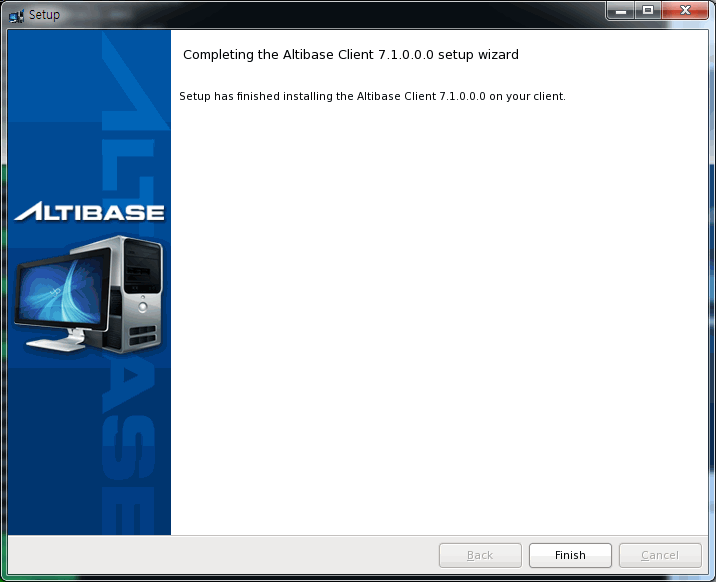 Setup
Completing the Altibase Client 7.1.0.0.0 setup wizard
Setup has finished installing the Altibase Client 7.1.0.0.0 on your client.
ALTIBASE
ALTIBASE
Back
Finish
Cancel